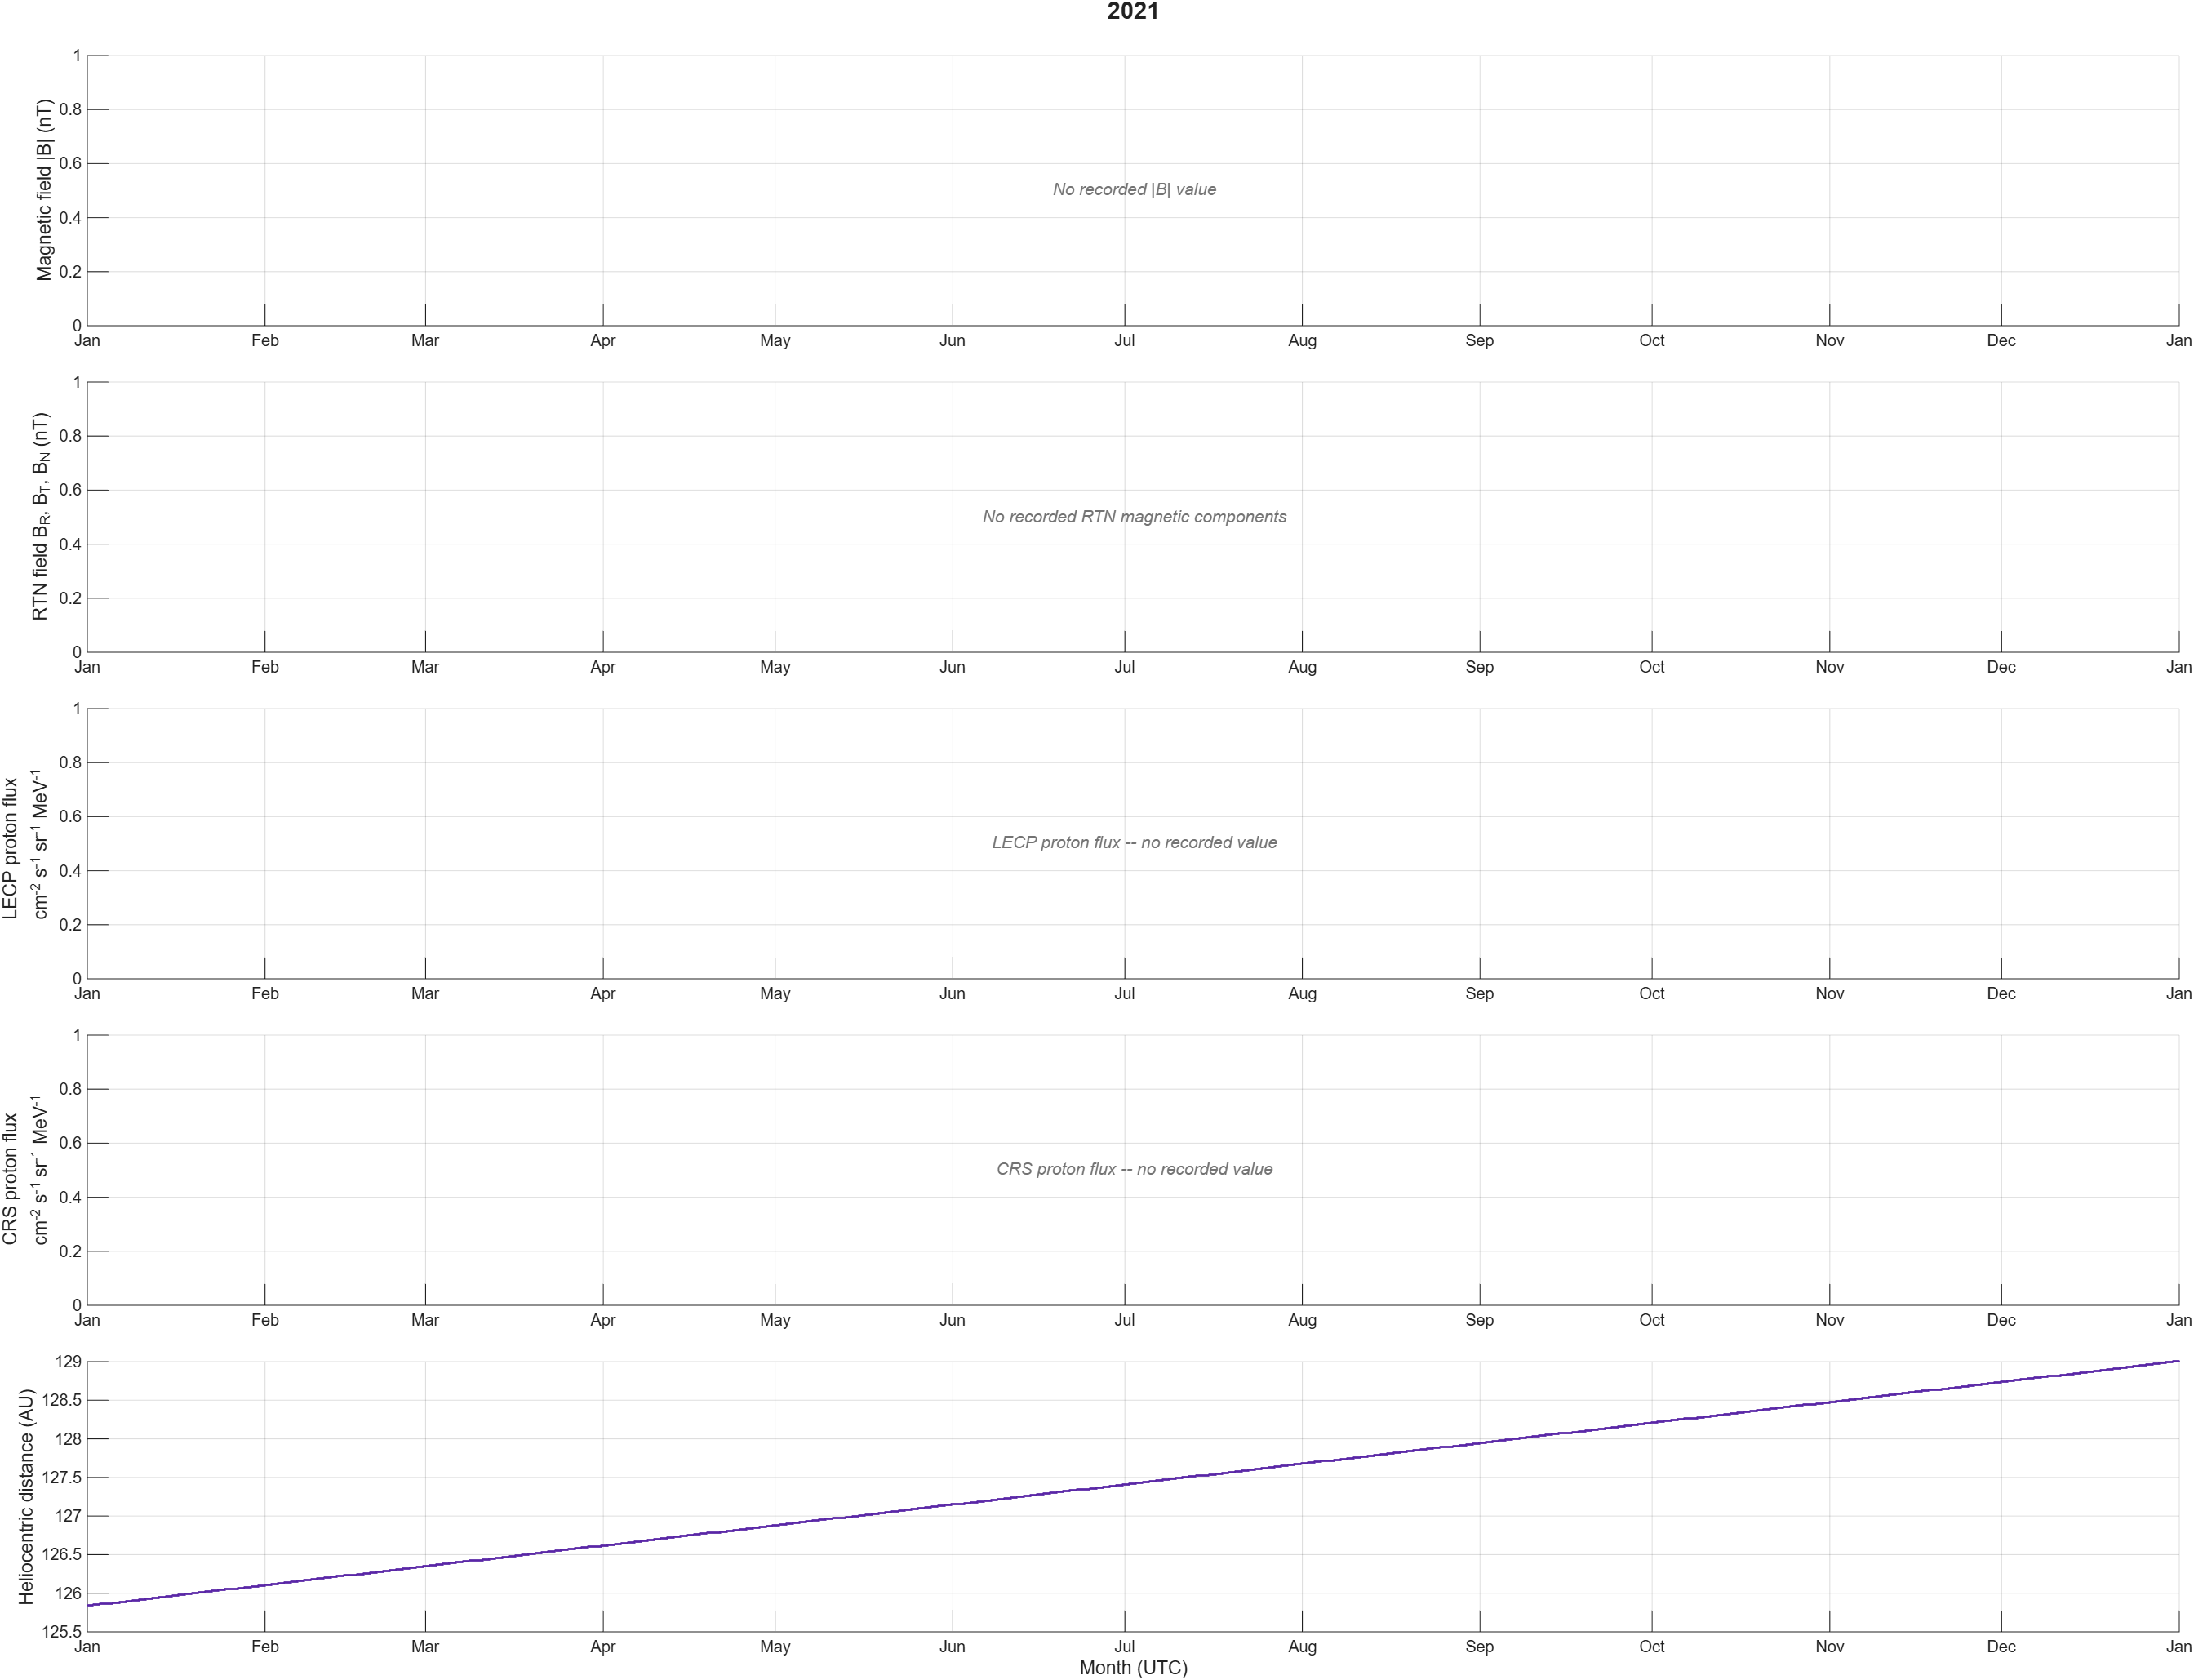 2021
Magnetic field |B| (nT)
1
0.8
0.6
0.4
0.2
0
No recorded |B| value
Jan Feb Mar Apr May Jun Jul Aug Sep Oct Nov Dec Jan
RTN field B_R, B_T, B_N (nT)
1
0.8
0.6
0.4
0.2
0
No recorded RTN magnetic components
Jan Feb Mar Apr May Jun Jul Aug Sep Oct Nov Dec Jan
LECP proton flux
cm⁻² s⁻¹ sr⁻¹ MeV⁻¹
1
0.8
0.6
0.4
0.2
0
LECP proton flux -- no recorded value
Jan Feb Mar Apr May Jun Jul Aug Sep Oct Nov Dec Jan
CRS proton flux
cm⁻² s⁻¹ sr⁻¹ MeV⁻¹
1
0.8
0.6
0.4
0.2
0
CRS proton flux -- no recorded value
Jan Feb Mar Apr May Jun Jul Aug Sep Oct Nov Dec Jan
Heliocentric distance (AU)
129
128.5
128
127.5
127
126.5
126
125.5
Jan Feb Mar Apr May Jun Jul Aug Sep Oct Nov Dec Jan
Month (UTC)